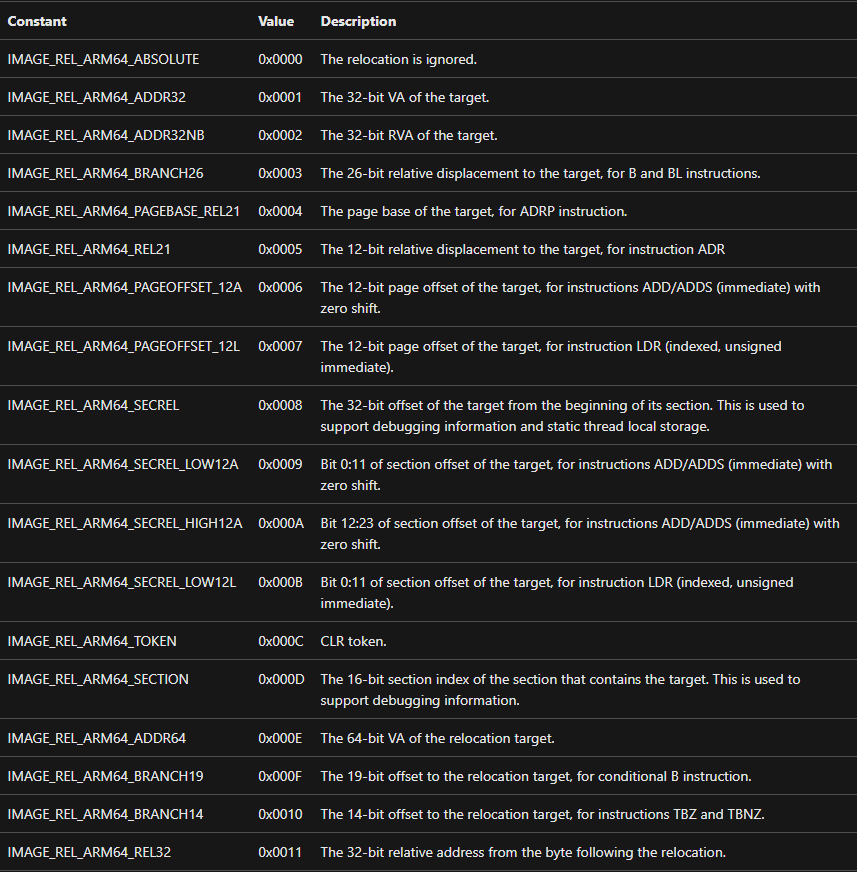 Constant Value Description
IMAGE_REL_ARM64_ABSOLUTE 0x0000 The relocation is ignored.
IMAGE_REL_ARM64_ADDR32 0x0001 The 32-bit VA of the target.
IMAGE_REL_ARM64_ADDR32NB 0x0002 The 32-bit RVA of the target.
IMAGE_REL_ARM64_BRANCH26 0x0003 The 26-bit relative displacement to the target, for B and BL instructions.
IMAGE_REL_ARM64_PAGEBASE_REL21 0x0004 The page base of the target, for ADRP instruction.
IMAGE_REL_ARM64_REL21 0x0005 The 12-bit relative displacement to the target, for instruction ADR
IMAGE_REL_ARM64_PAGEOFFSET_12A 0x0006 The 12-bit page offset of the target, for instructions ADD/ADDS (immediate) with
zero shift.
IMAGE_REL_ARM64_PAGEOFFSET_12L 0x0007 The 12-bit page offset of the target, for instruction LDR (indexed, unsigned
immediate).
IMAGE_REL_ARM64_SECREL 0x0008 The 32-bit offset of the target from the beginning of its section. This is used to
support debugging information and static thread local storage.
IMAGE_REL_ARM64_SECREL_LOW12A 0x0009 Bit 0:11 of section offset of the target, for instructions ADD/ADDS (immediate) with
zero shift.
IMAGE_REL_ARM64_SECREL_HIGH12A 0x000A Bit 12:23 of section offset of the target, for instructions ADD/ADDS (immediate) with
zero shift.
IMAGE_REL_ARM64_SECREL_LOW12L 0x000B Bit 0:11 of section offset of the target, for instruction LDR (indexed, unsigned
immediate).
IMAGE_REL_ARM64_TOKEN 0x000C CLR token.
IMAGE_REL_ARM64_SECTION 0x000D The 16-bit section index of the section that contains the target. This is used to
support debugging information.
IMAGE_REL_ARM64_ADDR64 0x000E The 64-bit VA of the relocation target.
IMAGE_REL_ARM64_BRANCH19 0x000F The 19-bit offset to the relocation target, for conditional B instruction.
IMAGE_REL_ARM64_BRANCH14 0x0010 The 14-bit offset to the relocation target, for instructions TBZ and TBNZ.
IMAGE_REL_ARM64_REL32 0x0011 The 32-bit relative address from the byte following the relocation.